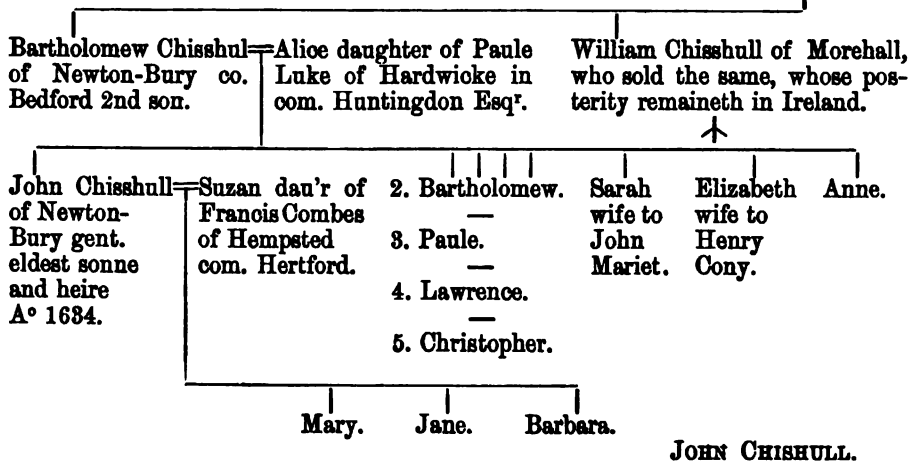 Bartholomew Chisshul
of Newton-Bury co.
Bedford 2nd son.
Alice daughter of Paule
Luke of Hardwicke in
com. Huntingdon Esqr.
William Chisshull of Morehall,
who sold the same, whose pos-
terity remaineth in Ireland.
John Chisshull
of Newton-
Bury gent.
eldest sonne
and heire
Ao 1634.
Suzan dau'r of
Francis Combes
of Hempsted
com. Hertford.
2. Bartholomew.
3. Paule.
4. Lawrence.
5. Christopher.
Sarah
wife to
John
Mariet.
Elizabeth
wife to
Henry
Cony.
Anne.
Mary.
Jane.
Barbara.
JOHN CHISHULL.